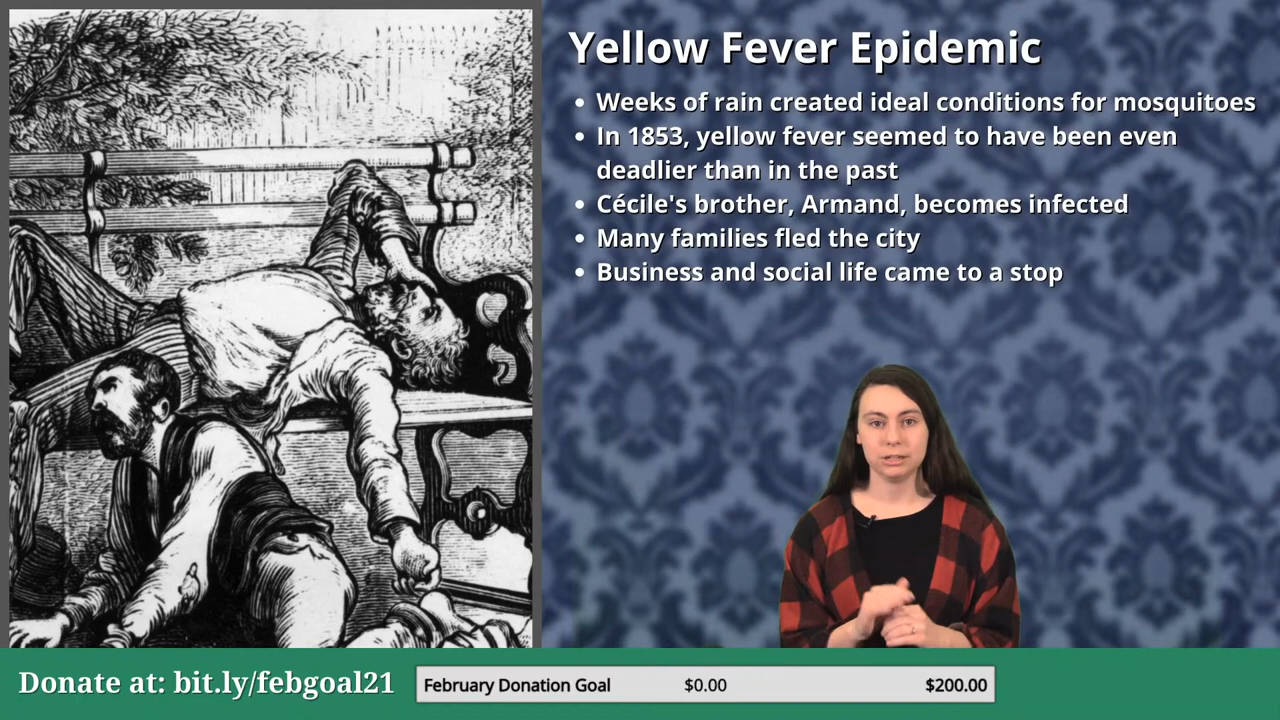 Yellow Fever Epidemic
• Weeks of rain created ideal conditions for mosquitoes
• In 1853, yellow fever seemed to have been even
deadlier than in the past
• Cécile's brother, Armand, becomes infected
• Many families fled the city
• Business and social life came to a stop
Donate at: bit.ly/febgoal21
February Donation Goal $0.00 $200.00